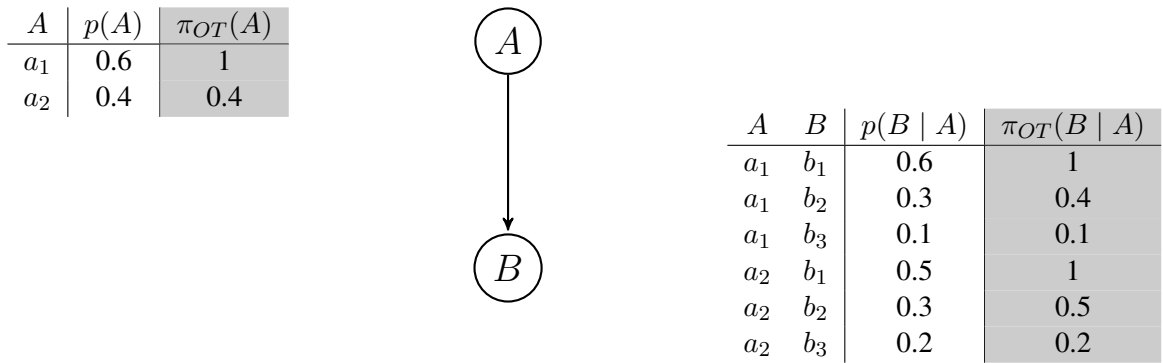 A p(A) π_OT(A)
a₁ 0.6 1
a₂ 0.4 0.4
A
B
A B p(B | A) π_OT(B | A)
a₁ b₁ 0.6 1
a₁ b₂ 0.3 0.4
a₁ b₃ 0.1 0.1
a₂ b₁ 0.5 1
a₂ b₂ 0.3 0.5
a₂ b₃ 0.2 0.2